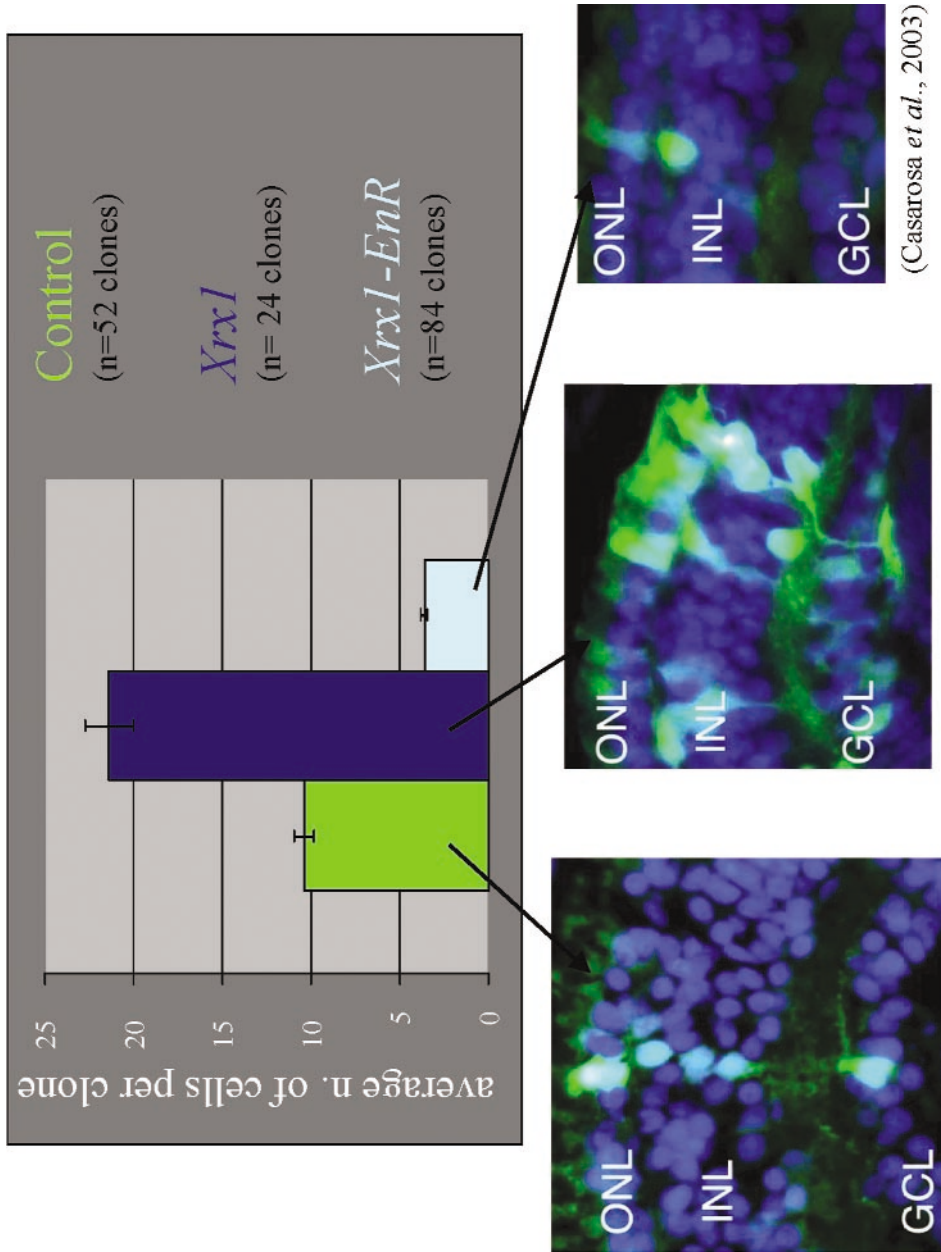 average n. of cells per clone
25
20
15
10
5
0
Control
(n=52 clones)
Xrx1
(n= 24 clones)
Xrx1-EnR
(n=84 clones)
ONL
INL
GCL
ONL
INL
GCL
ONL
INL
GCL
(Casarosa et al., 2003)